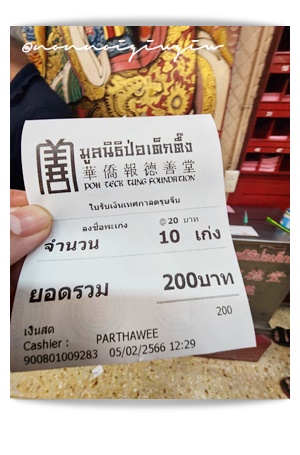 @nonnoigingiw
善
มูลนิธิป่อเต็กตึ๊ง
華僑報德善堂
POH TECK TUNG FOUNDATION
ใบรับเงินเทศกาลตรุษจีน
ลงชื่อพะเก่ง @ 20 บาท
จำนวน 10 เก่ง
ยอดรวม 200บาท
เงินสด 200
Cashier : PARTHAWEE
900801009283 05/02/2566 12:29